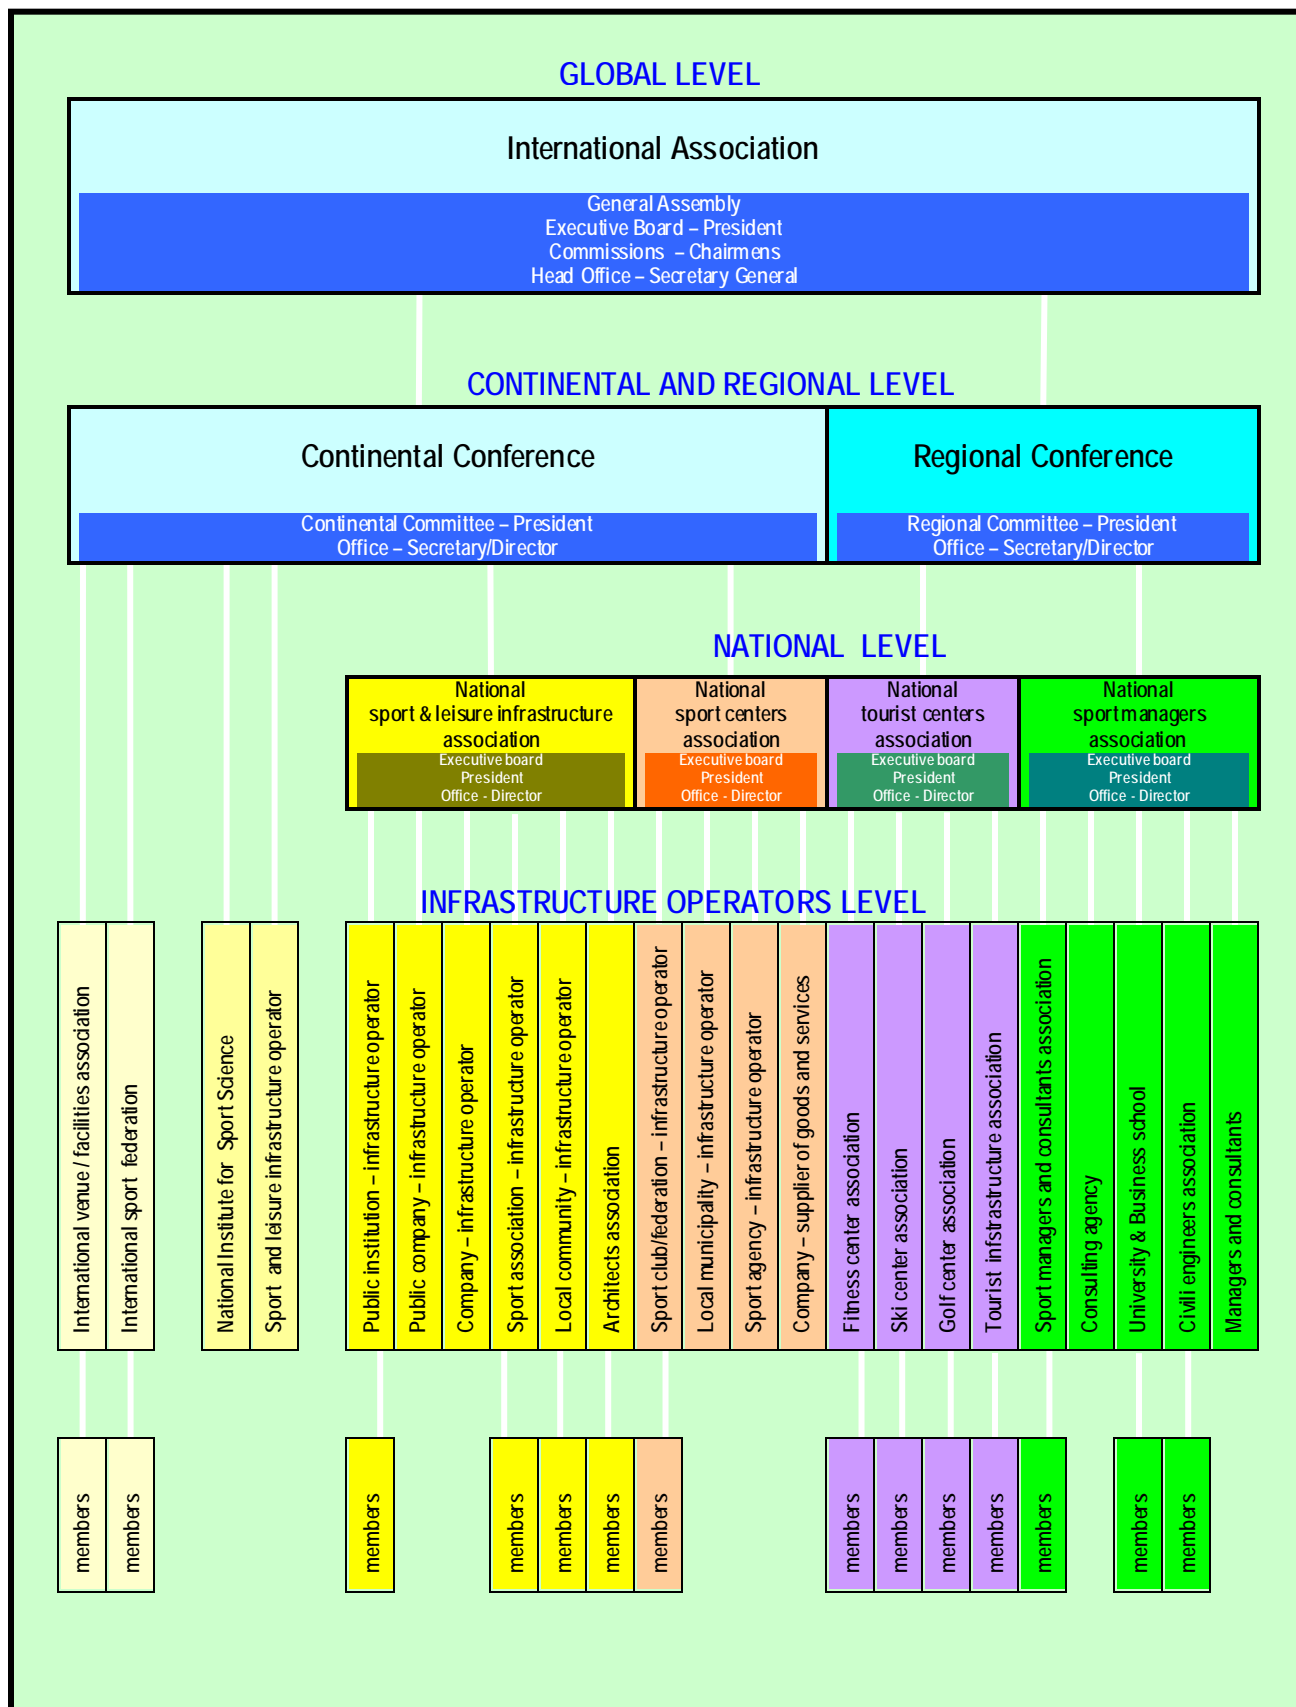 GLOBAL LEVEL
International Association
General Assembly
Executive Board – President
Commissions – Chairmens
Head Office – Secretary General
CONTINENTAL AND REGIONAL LEVEL
Continental Conference
Continental Committee – President
Office – Secretary/Director
Regional Conference
Regional Committee – President
Office – Secretary/Director
NATIONAL LEVEL
National
sport & leisure infrastructure
association
Executive board
President
Office - Director
National
sport centers
association
Executive board
President
Office - Director
National
tourist centers
association
Executive board
President
Office - Director
National
sport managers
association
Executive board
President
Office - Director
INFRASTRUCTURE OPERATORS LEVEL
International venue / facilities association
International sport federation
National Institute for Sport Science
Sport and leisure infrastructure operator
Public institution – infrastructure operator
Public company – infrastructure operator
Company – infrastructure operator
Sport association – infrastructure operator
Local community – infrastructure operator
Architects association
Sport club/federation – infrastructure operator
Local municipality – infrastructure operator
Sport agency – infrastructure operator
Company – supplier of goods and services
Fitness center association
Ski center association
Golf center association
Tourist infstrastructure association
Sport managers and consultants association
Consulting agency
University & Business school
Civili engineers association
Managers and consultants
members
members
members
members
members
members
members
members
members
members
members
members
members
members